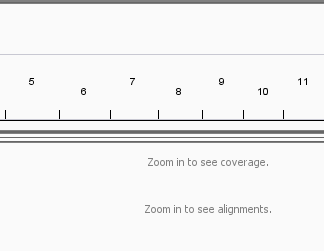 5 6 7 8 9 10 11
Zoom in to see coverage.
Zoom in to see alignments.